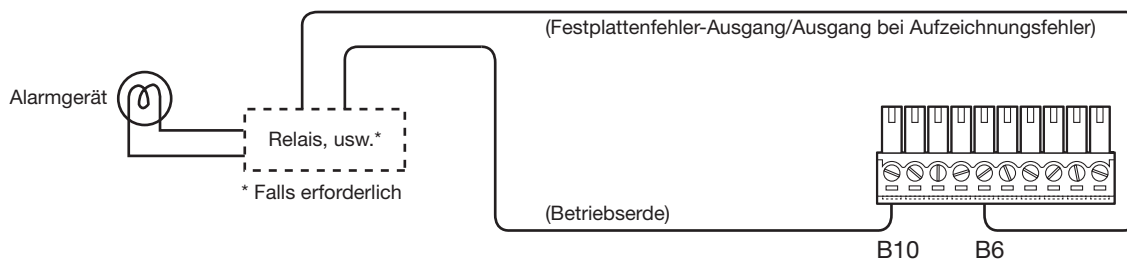 (Festplattenfehler-Ausgang/Ausgang bei Aufzeichnungsfehler)
Alarmgerät
Relais, usw.*
* Falls erforderlich
(Betriebserde)
B10 B6